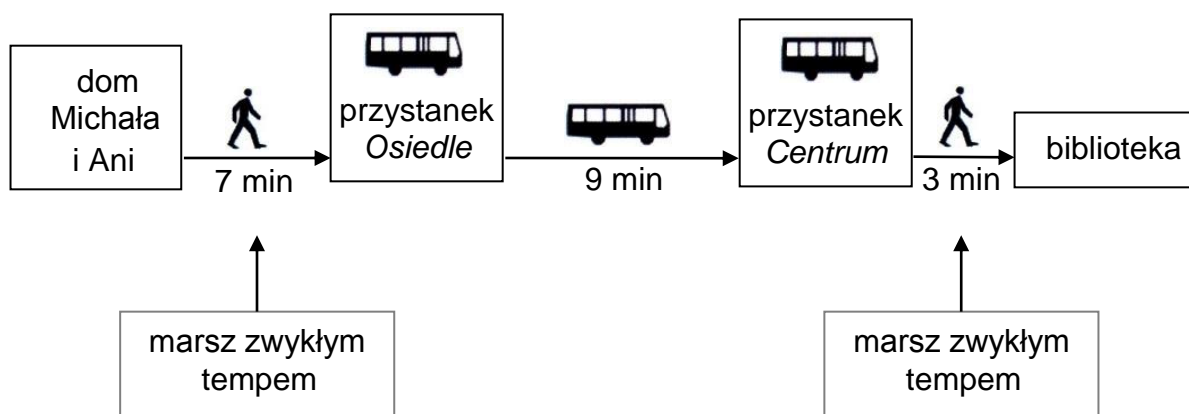 dom
Michała
i Ani
7 min
przystanek
Osiedle
9 min
przystanek
Centrum
3 min
biblioteka
marsz zwykłym
tempem
marsz zwykłym
tempem